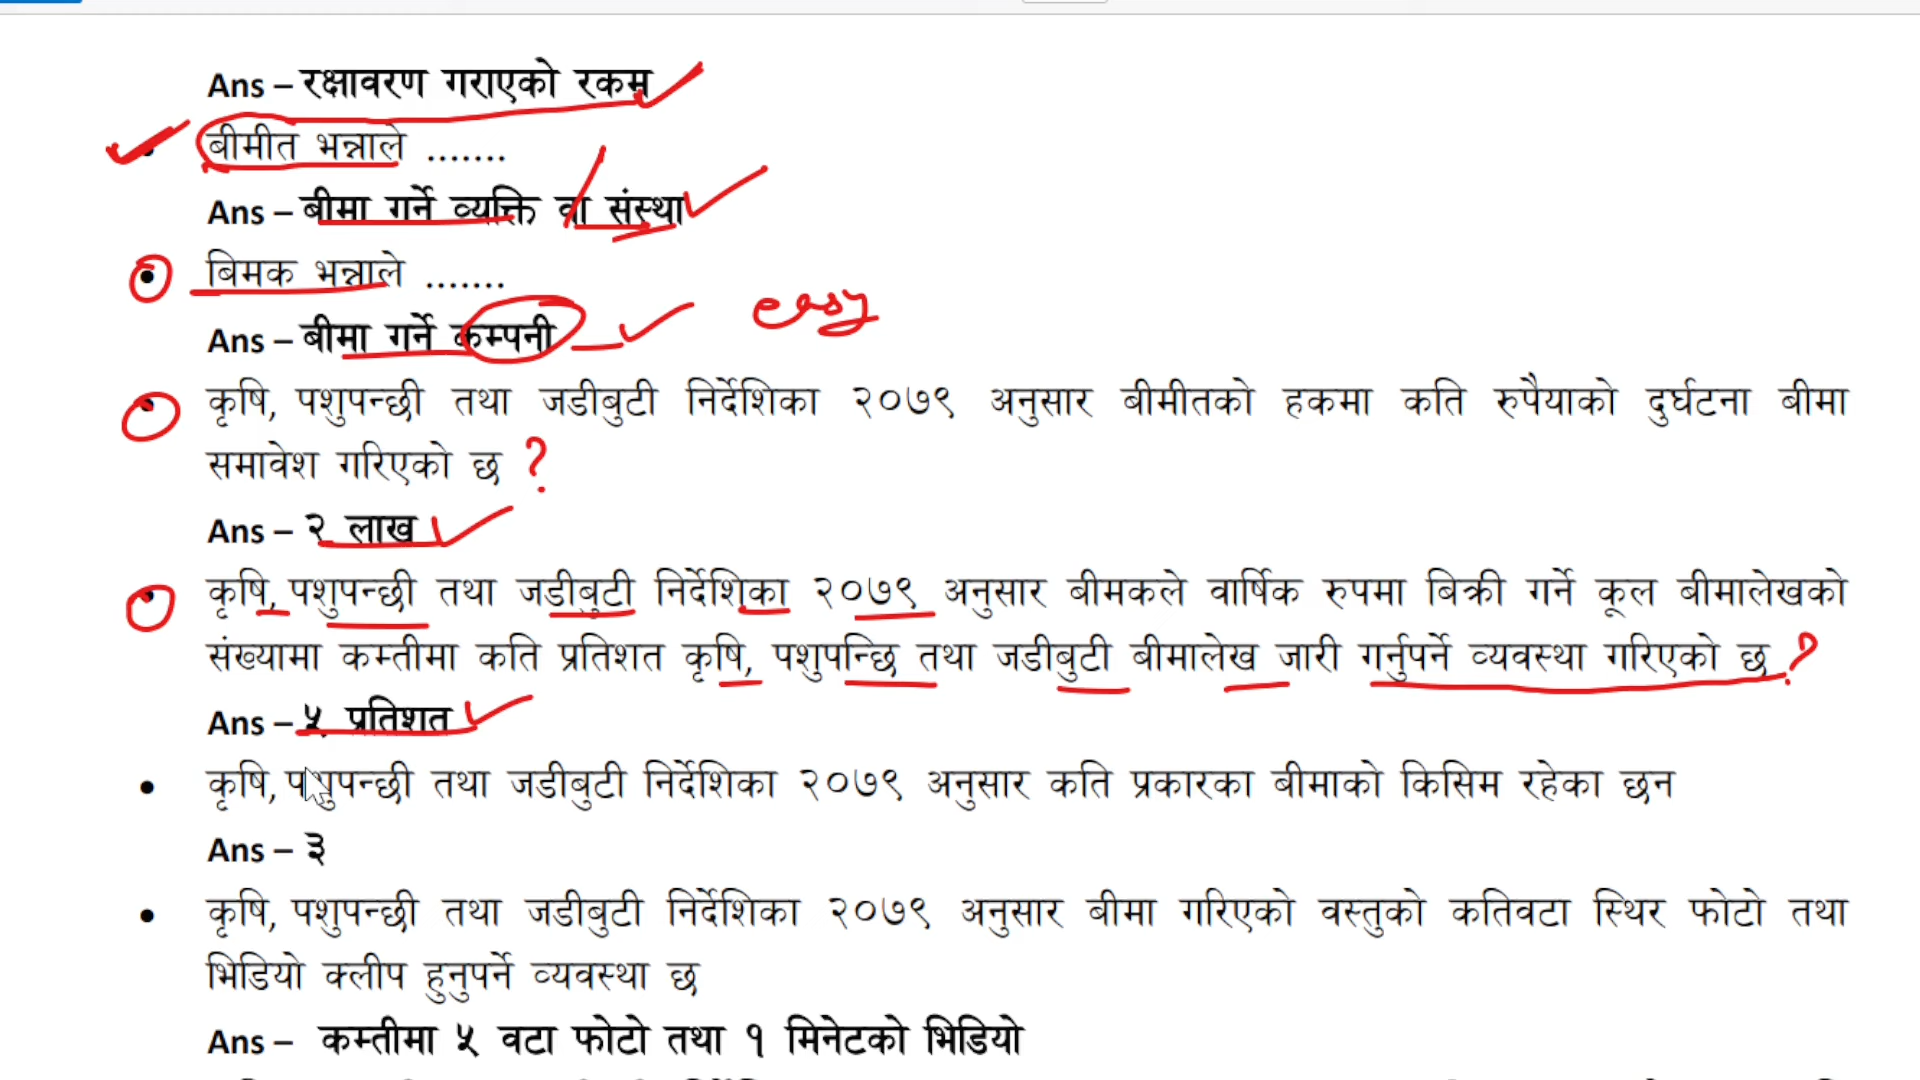 Ans – रक्षावरण गराएको रकम
बीमीत भन्नाले .......
Ans – बीमा गर्ने व्यक्ति वा संस्था
• बिमक भन्नाले .......
easy
Ans – बीमा गर्ने कम्पनी
• कृषि, पशुपन्छी तथा जडीबुटी निर्देशिका २०७९ अनुसार बीमीतको हकमा कति रुपैयाको दुर्घटना बीमा
समावेश गरिएको छ ?
Ans – २ लाख
• कृषि, पशुपन्छी तथा जडीबुटी निर्देशिका २०७९ अनुसार बीमकले वार्षिक रुपमा बिक्री गर्ने कूल बीमालेखको
संख्यामा कम्तीमा कति प्रतिशत कृषि, पशुपन्छि तथा जडीबुटी बीमालेख जारी गर्नुपर्ने व्यवस्था गरिएको छ ?
Ans – ५ प्रतिशत
• कृषि, पशुपन्छी तथा जडीबुटी निर्देशिका २०७९ अनुसार कति प्रकारका बीमाको किसिम रहेका छन
Ans – ३
• कृषि, पशुपन्छी तथा जडीबुटी निर्देशिका २०७९ अनुसार बीमा गरिएको वस्तुको कतिवटा स्थिर फोटो तथा
भिडियो क्लीप हुनुपर्ने व्यवस्था छ
Ans – कम्तीमा ५ वटा फोटो तथा १ मिनेटको भिडियो